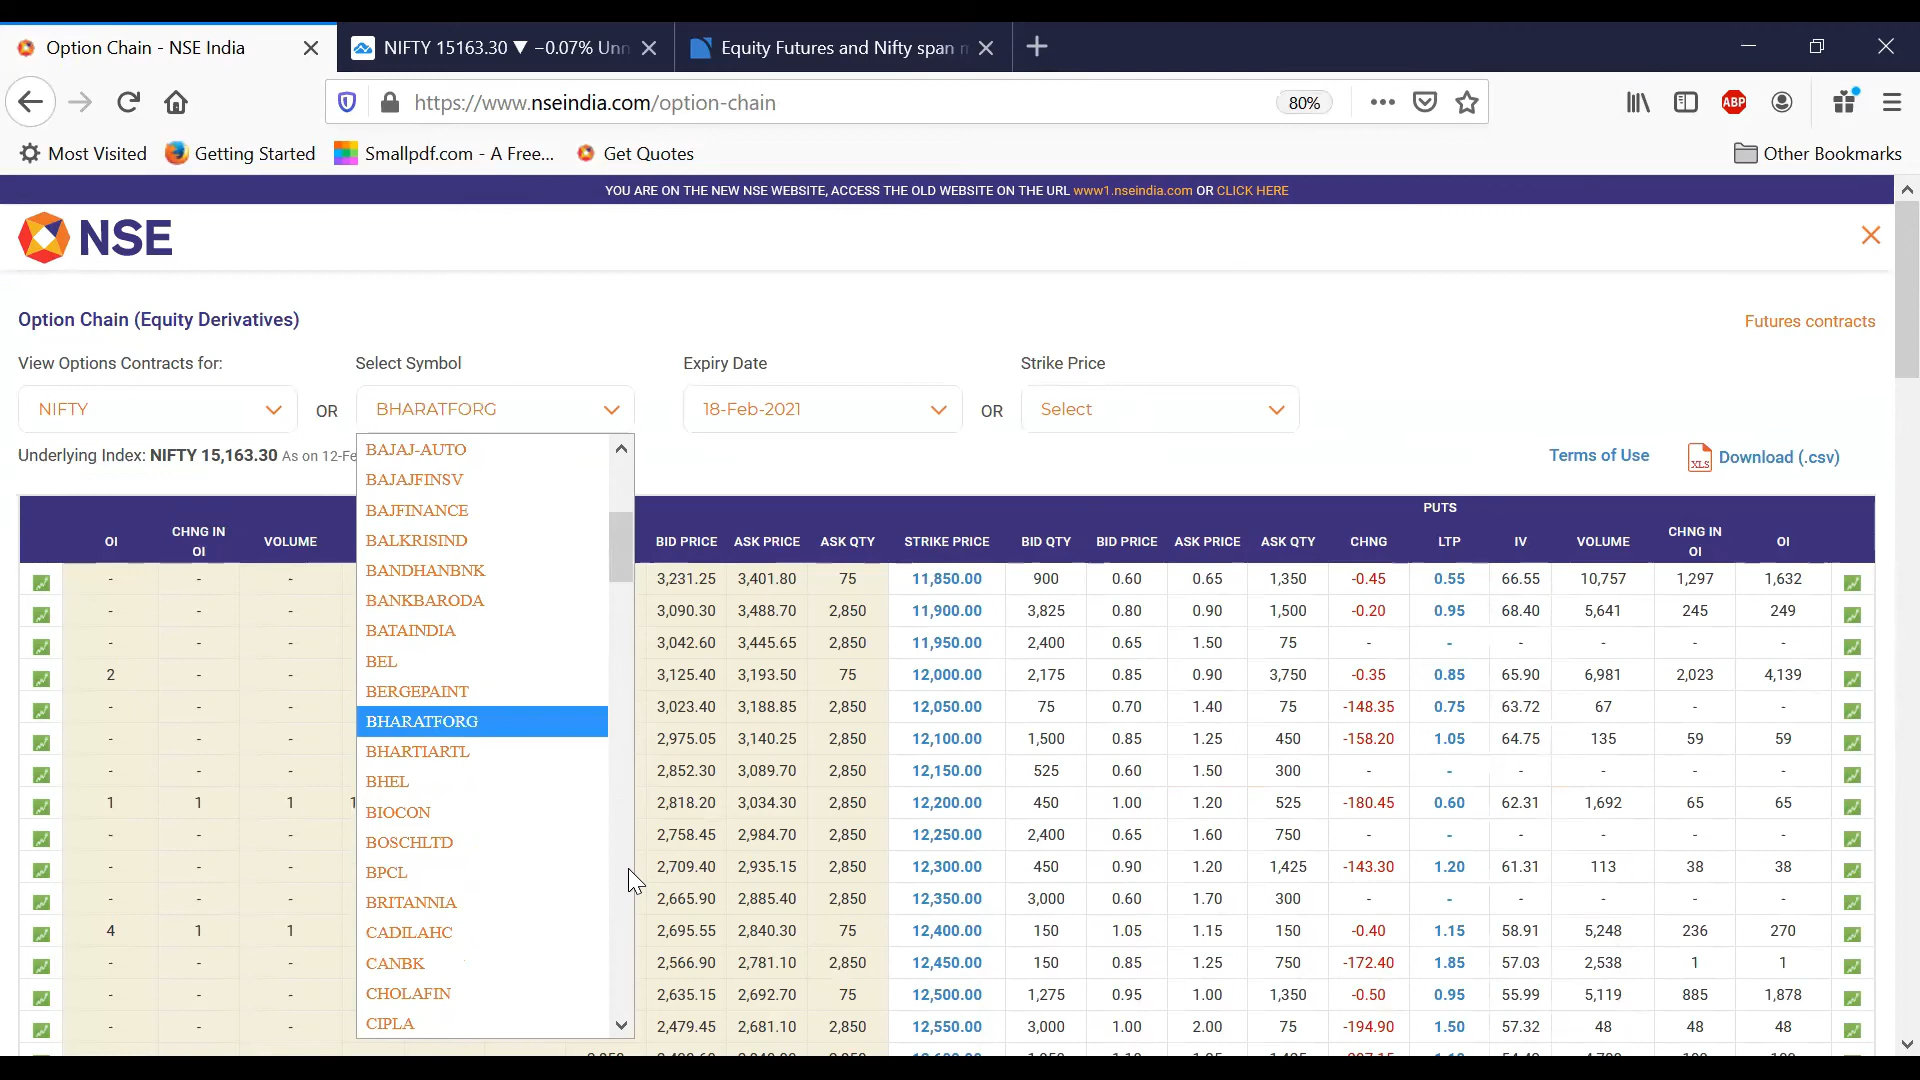 Option Chain - NSE India
NIFTY 15163.30 ▼ −0.07% Unn
Equity Futures and Nifty span
https://www.nseindia.com/option-chain
80%
ABP
Most Visited
Getting Started
Smallpdf.com - A Free...
Get Quotes
Other Bookmarks
YOU ARE ON THE NEW NSE WEBSITE, ACCESS THE OLD WEBSITE ON THE URL www1.nseindia.com OR CLICK HERE
NSE
Option Chain (Equity Derivatives)
Futures contracts
View Options Contracts for:
Select Symbol
Expiry Date
Strike Price
NIFTY
OR
BHARATFORG
18-Feb-2021
OR
Select
Underlying Index: NIFTY 15,163.30 As on 12-Fe
Terms of Use
XLS
Download (.csv)
BAJAJ-AUTO
BAJAJFINSV
BAJFINANCE
BALKRISIND
BANDHANBNK
BANKBARODA
BATAINDIA
BEL
BERGEPAINT
BHARATFORG
BHARTIARTL
BHEL
BIOCON
BOSCHLTD
BPCL
BRITANNIA
CADILAHC
CANBK
CHOLAFIN
CIPLA
PUTS
OI CHNG IN OI VOLUME BID PRICE ASK PRICE ASK QTY STRIKE PRICE BID QTY BID PRICE ASK PRICE ASK QTY CHNG LTP IV VOLUME CHNG IN OI OI
- - - 3,231.25 3,401.80 75 11,850.00 900 0.60 0.65 1,350 -0.45 0.55 66.55 10,757 1,297 1,632
- - - 3,090.30 3,488.70 2,850 11,900.00 3,825 0.80 0.90 1,500 -0.20 0.95 68.40 5,641 245 249
- - - 3,042.60 3,445.65 2,850 11,950.00 2,400 0.65 1.50 75 - - - - - -
2 - - 3,125.40 3,193.50 75 12,000.00 2,175 0.85 0.90 3,750 -0.35 0.85 65.90 6,981 2,023 4,139
- - - 3,023.40 3,188.85 2,850 12,050.00 75 0.70 1.40 75 -148.35 0.75 63.72 67 - -
- - - 2,975.05 3,140.25 2,850 12,100.00 1,500 0.85 1.25 450 -158.20 1.05 64.75 135 59 59
- - - 2,852.30 3,089.70 2,850 12,150.00 525 0.60 1.50 300 - - - - - -
1 1 1 1 2,818.20 3,034.30 2,850 12,200.00 450 1.00 1.20 525 -180.45 0.60 62.31 1,692 65 65
- - - 2,758.45 2,984.70 2,850 12,250.00 2,400 0.65 1.60 750 - - - - - -
- - - 2,709.40 2,935.15 2,850 12,300.00 450 0.90 1.20 1,425 -143.30 1.20 61.31 113 38 38
- - - 2,665.90 2,885.40 2,850 12,350.00 3,000 0.60 1.70 300 - - - - - -
4 1 1 2,695.55 2,840.30 75 12,400.00 150 1.05 1.15 150 -0.40 1.15 58.91 5,248 236 270
- - - 2,566.90 2,781.10 2,850 12,450.00 150 0.85 1.25 750 -172.40 1.85 57.03 2,538 1 1
- - - 2,635.15 2,692.70 75 12,500.00 1,275 0.95 1.00 1,350 -0.50 0.95 55.99 5,119 885 1,878
- - - 2,479.45 2,681.10 2,850 12,550.00 3,000 1.00 2.00 75 -194.90 1.50 57.32 48 48 48